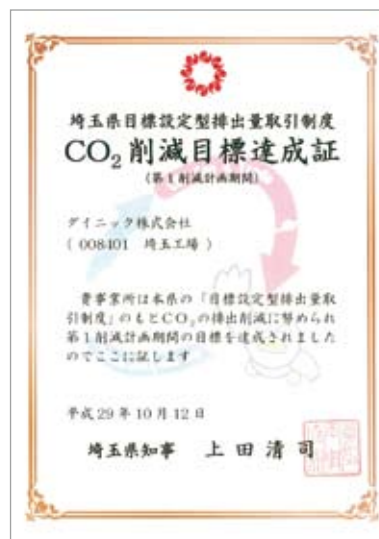 埼玉県目標設定型排出量取引制度
CO₂削減目標達成証
(第1削減計画期間)
ダイニック株式会社
( 008401 埼玉工場 )
貴事業所は本県の「目標設定型排出量取
引制度」のもとCO₂の排出削減に努められ
第1削減計画期間の目標を達成されました
のでここに証します
平成29年10月12日
埼玉県知事 上田清司